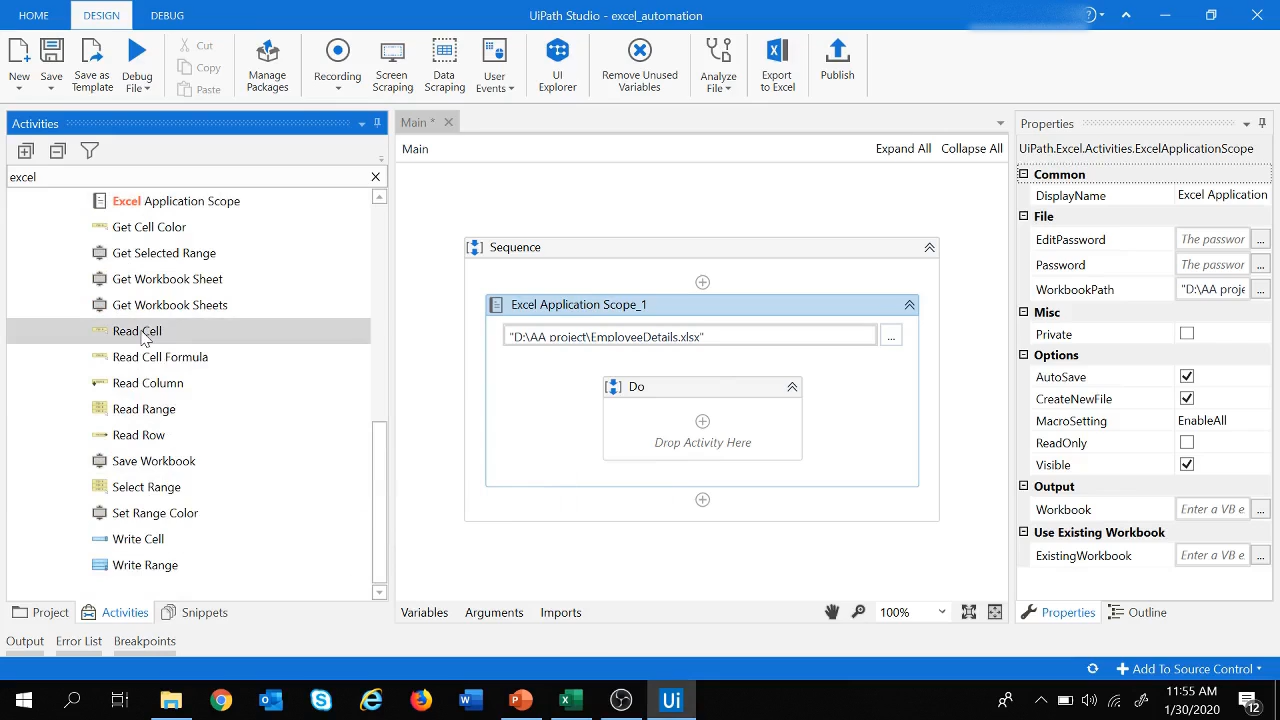 HOME DESIGN DEBUG UiPath Studio - excel_automation
New Save Save as Template Debug File Cut Copy Paste Manage Packages Recording Screen Scraping Data Scraping User Events UI Explorer Remove Unused Variables Analyze File Export to Excel Publish
Activities
excel
Excel Application Scope
Get Cell Color
Get Selected Range
Get Workbook Sheet
Get Workbook Sheets
Read Cell
Read Cell Formula
Read Column
Read Range
Read Row
Save Workbook
Select Range
Set Range Color
Write Cell
Write Range
Project Activities Snippets
Main *
Main Expand All Collapse All
Sequence
Excel Application Scope_1
"D:\AA project\EmployeeDetails.xlsx" ...
Do
Drop Activity Here
Variables Arguments Imports 100%
Properties
UiPath.Excel.Activities.ExcelApplicationScope
Common
DisplayName Excel Application
File
EditPassword The passwor ...
Password The passwor ...
WorkbookPath "D:\AA proje ...
Misc
Private
Options
AutoSave
CreateNewFile
MacroSetting EnableAll
ReadOnly
Visible
Output
Workbook Enter a VB e ...
Use Existing Workbook
ExistingWorkbook Enter a VB e ...
Properties Outline
Output Error List Breakpoints
Add To Source Control
Ui
11:55 AM
1/30/2020
12